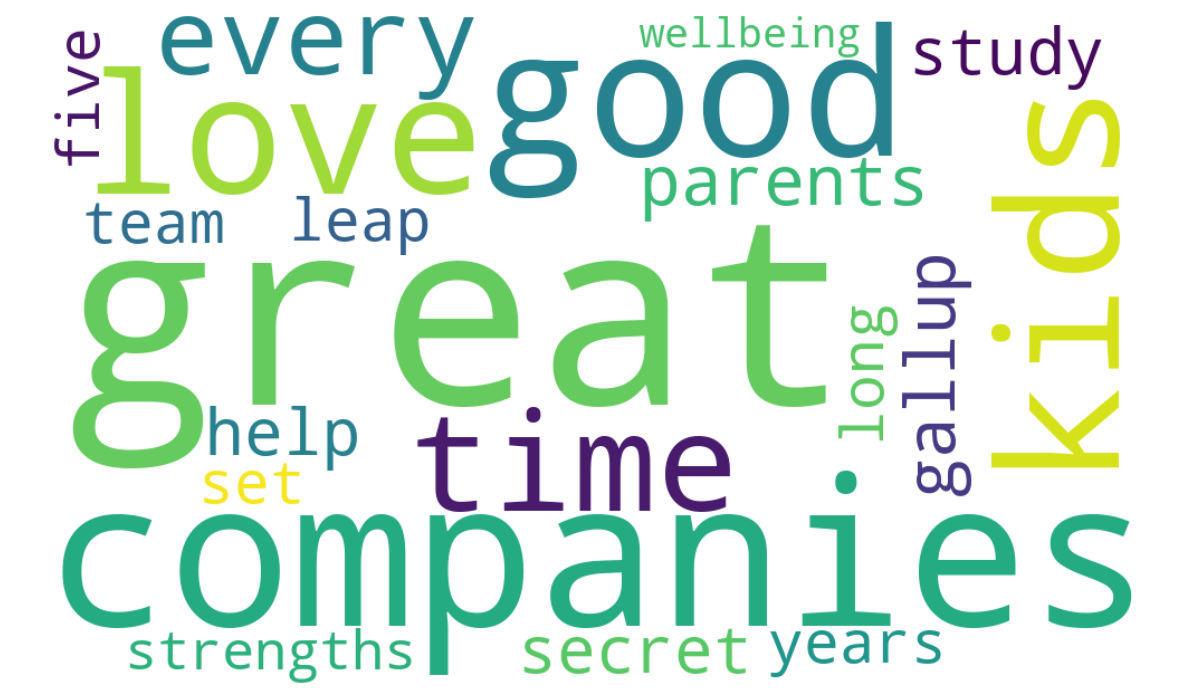 every
wellbeing
good
study
five
love
kids
parents
team
leap
great
gallup
long
help
time
set
companies
strengths
secret
years